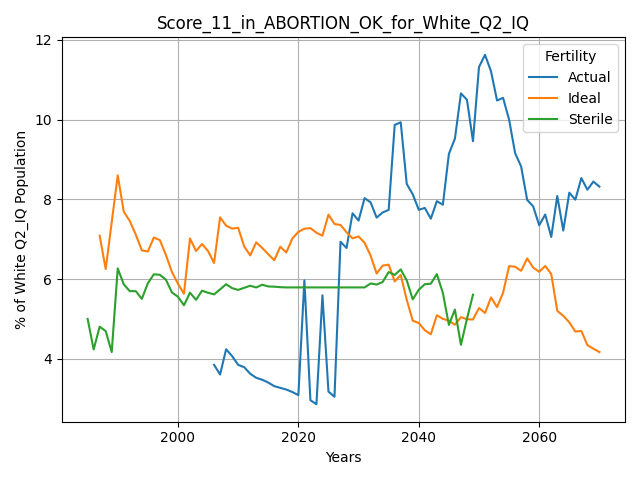 Score_11_in_ABORTION_OK_for_White_Q2_IQ
% of White Q2_IQ Population
12
10
8
6
4
2000
2020
2040
2060
Years
Fertility
Actual
Ideal
Sterile